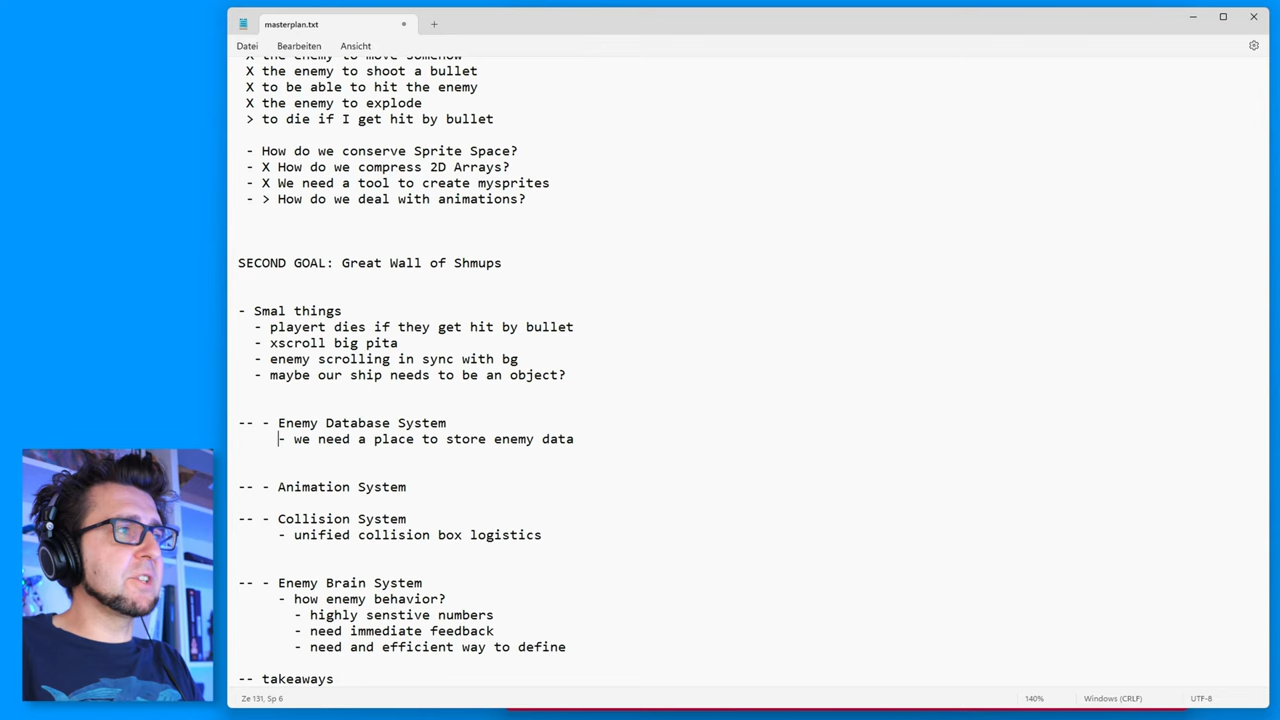 masterplan.txt
Datei Bearbeiten Ansicht
X the enemy to move somehow
X the enemy to shoot a bullet
X to be able to hit the enemy
X the enemy to explode
> to die if I get hit by bullet
- How do we conserve Sprite Space?
- X How do we compress 2D Arrays?
- X We need a tool to create mysprites
- > How do we deal with animations?
SECOND GOAL: Great Wall of Shmups
- Smal things
- playert dies if they get hit by bullet
- xscroll big pita
- enemy scrolling in sync with bg
- maybe our ship needs to be an object?
-- - Enemy Database System
- we need a place to store enemy data
-- - Animation System
-- - Collision System
- unified collision box logistics
-- - Enemy Brain System
- how enemy behavior?
- highly senstive numbers
- need immediate feedback
- need and efficient way to define
-- takeaways
Ze 131, Sp 6 140% Windows (CRLF) UTF-8